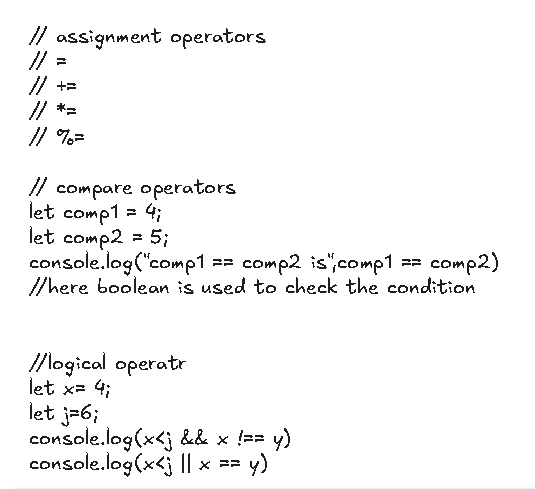 // assignment operators
// =
// +=
// *=
// %=
// compare operators
let comp1 = 4;
let comp2 = 5;
console.log("comp1 == comp2 is",comp1 == comp2)
//here boolean is used to check the condition
//logical operatr
let x= 4;
let j=6;
console.log(x<j && x !== y)
console.log(x<j || x == y)